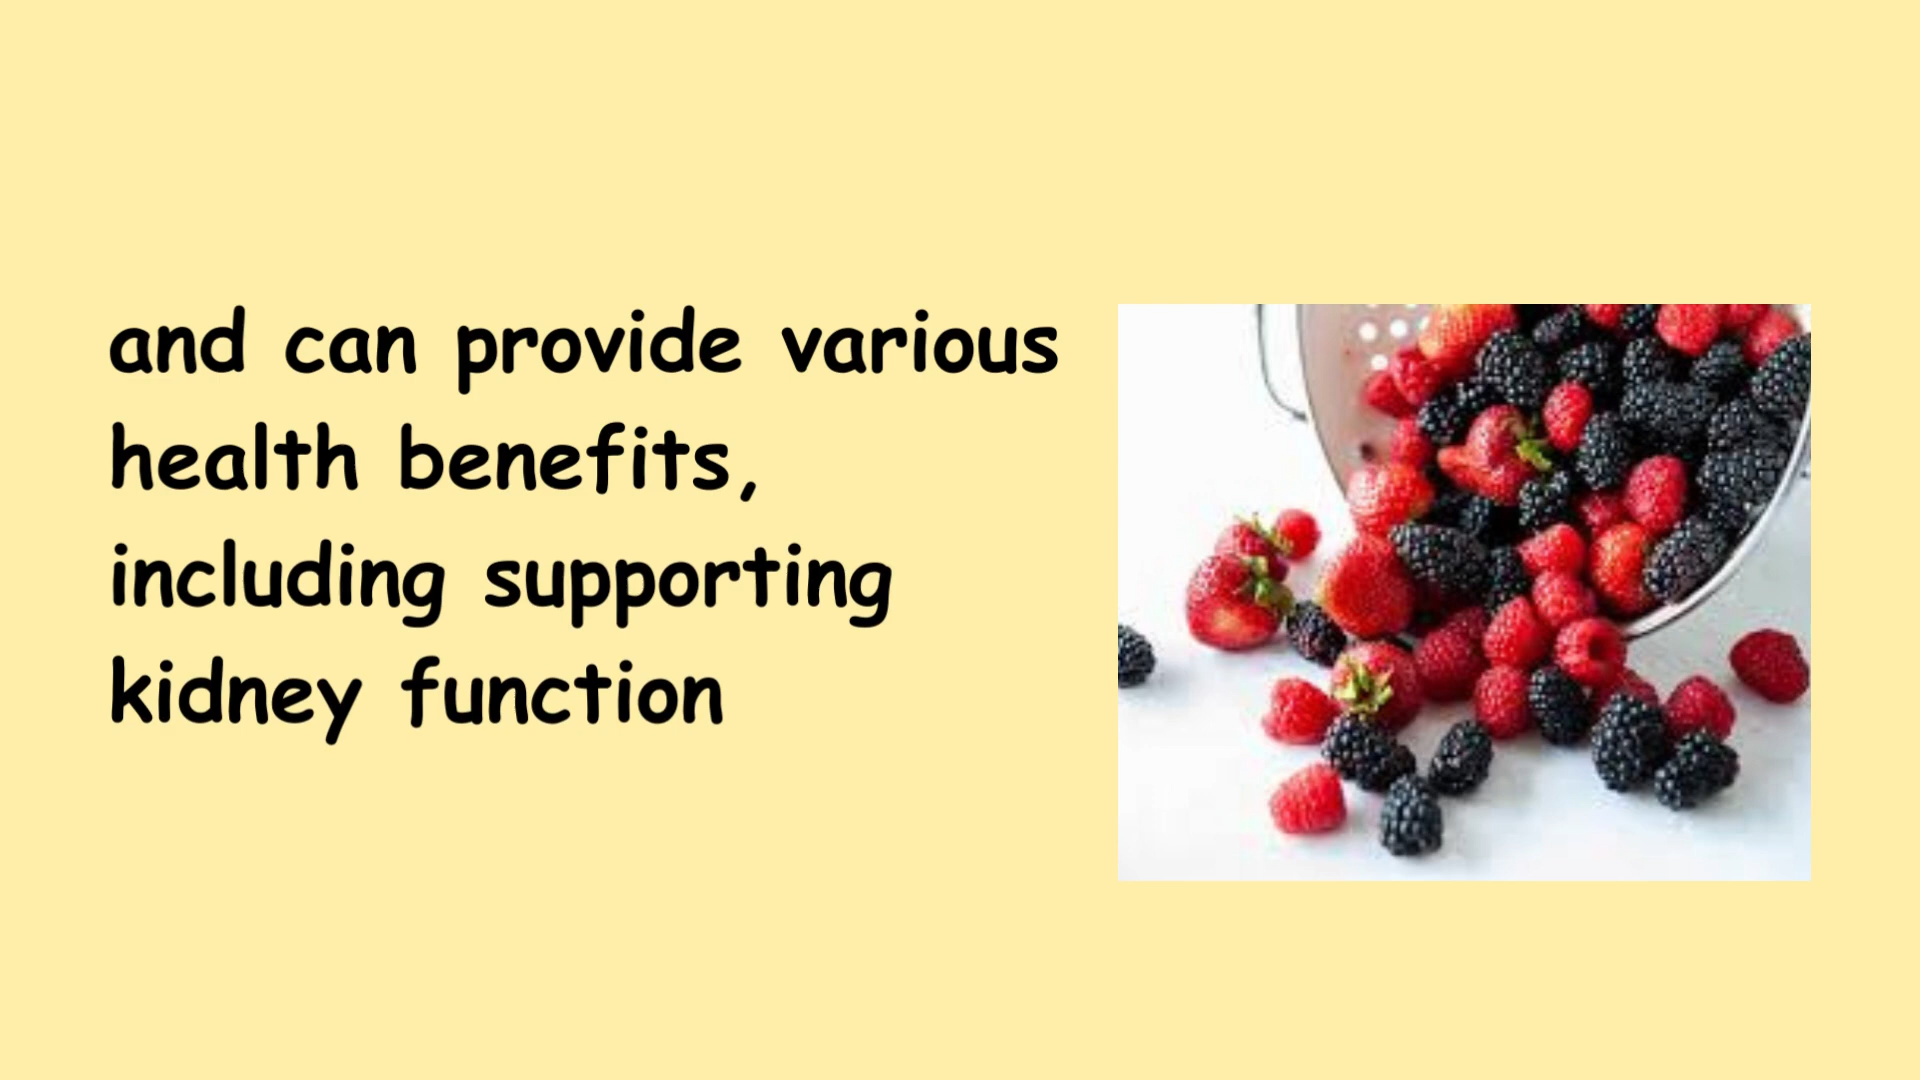 and can provide various
health benefits,
including supporting
kidney function